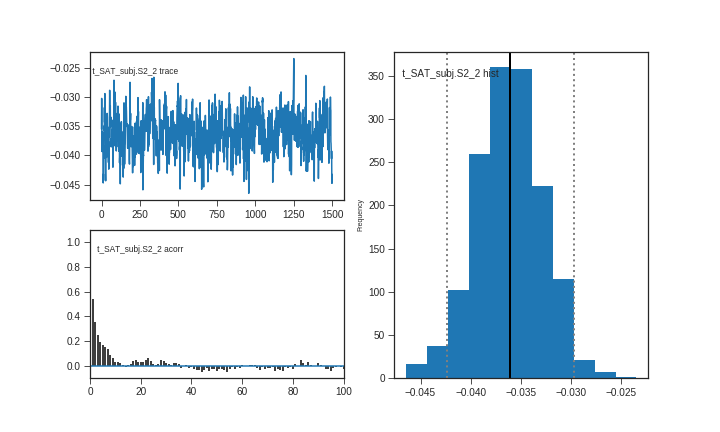 t_SAT_subj.S2_2 trace
−0.025
−0.030
−0.035
−0.040
−0.045
0 250 500 750 1000 1250 1500
t_SAT_subj.S2_2 acorr
1.0
0.8
0.6
0.4
0.2
0.0
0 20 40 60 80 100
t_SAT_subj.S2_2 hist
Frequency
350
300
250
200
150
100
50
0
−0.045 −0.040 −0.035 −0.030 −0.025